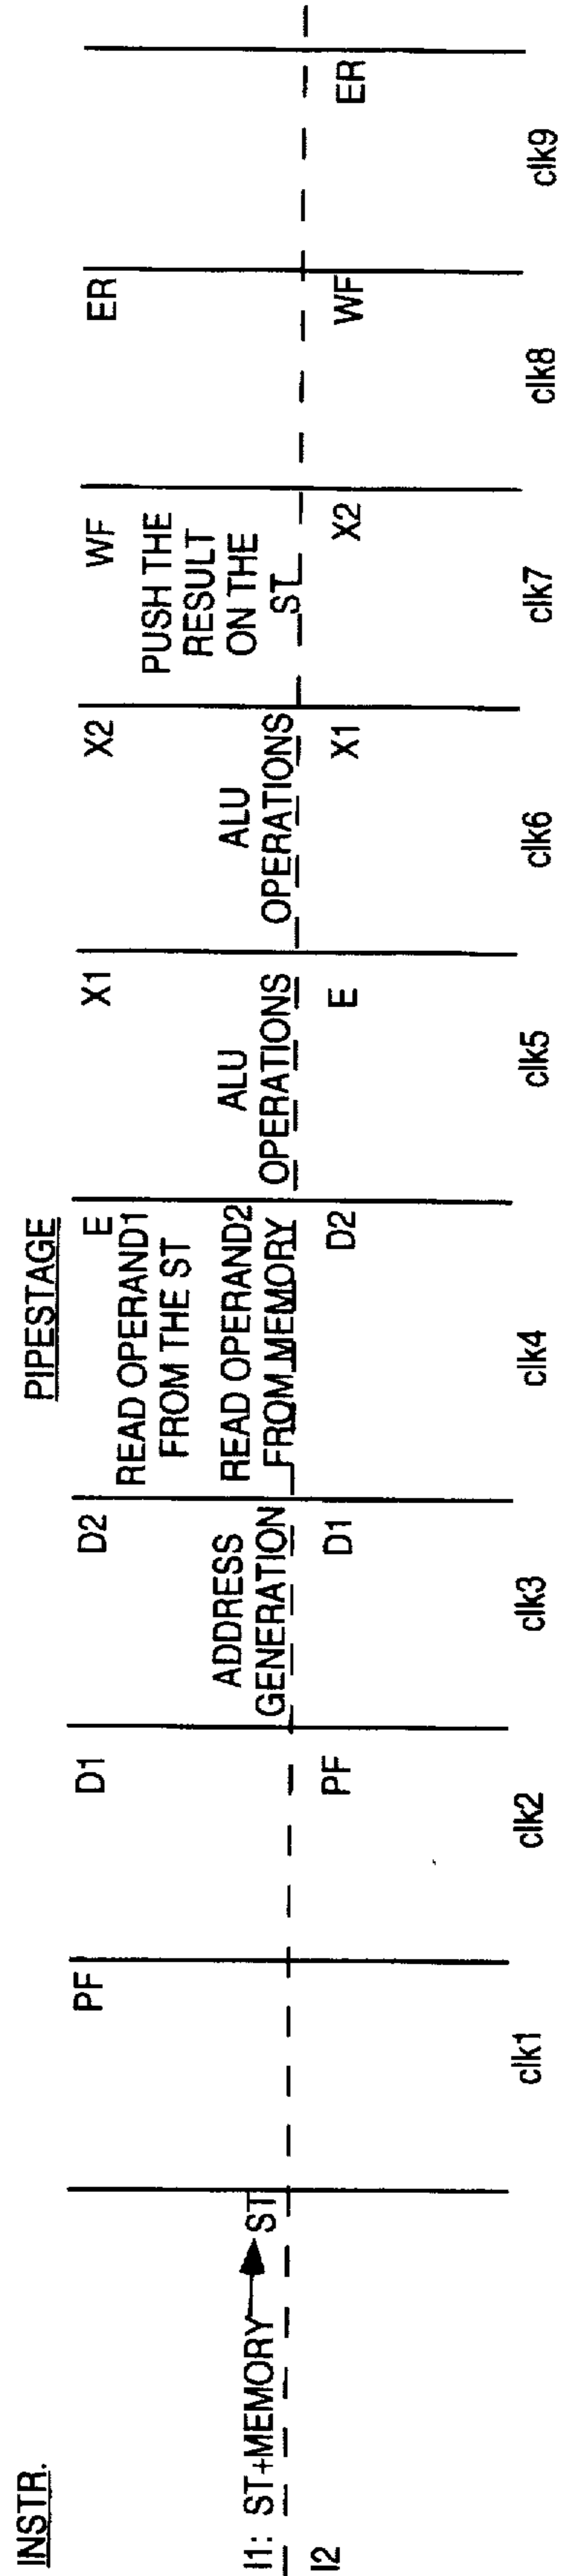 PIPESTAGE
INSTR.
PF
D1
D2
E
X1
X2
WF
ER
READ OPERAND1
FROM THE ST
READ OPERAND2
FROM MEMORY
ADDRESS
GENERATION
ALU
OPERATIONS
ALU
OPERATIONS
PUSH THE
RESULT
ON THE
ST
I1: ST+MEMORY
ST
I2
PF
D1
D2
E
X1
X2
WF
ER
clk1
clk2
clk3
clk4
clk5
clk6
clk7
clk8
clk9